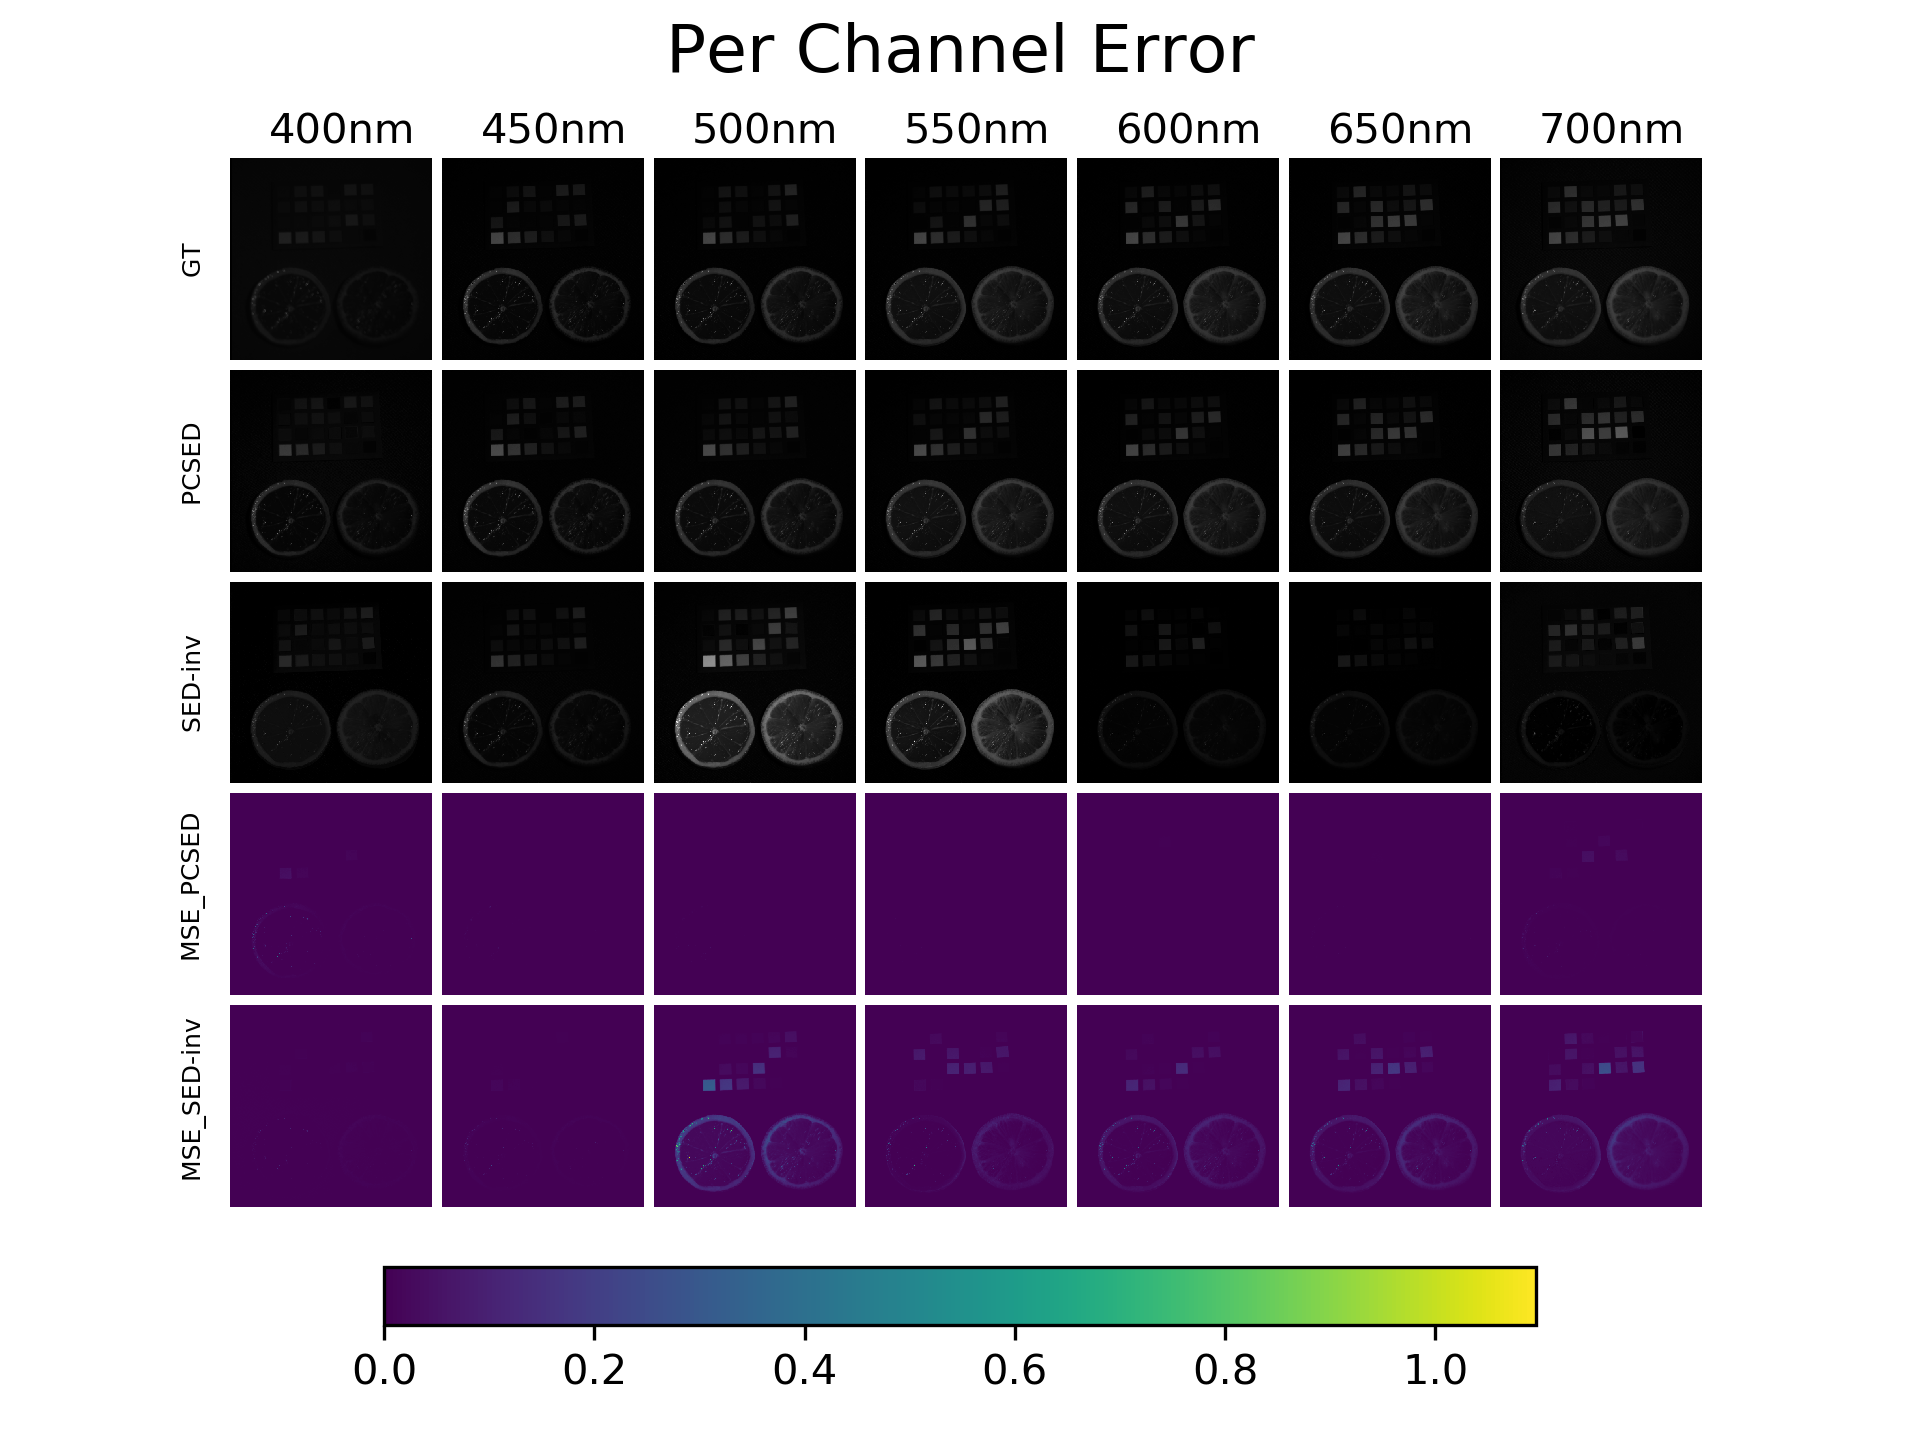 Per Channel Error
400nm 450nm 500nm 550nm 600nm 650nm 700nm
GT
PCSED
SED-inv
MSE_PCSED
MSE_SED-inv
0.0 0.2 0.4 0.6 0.8 1.0